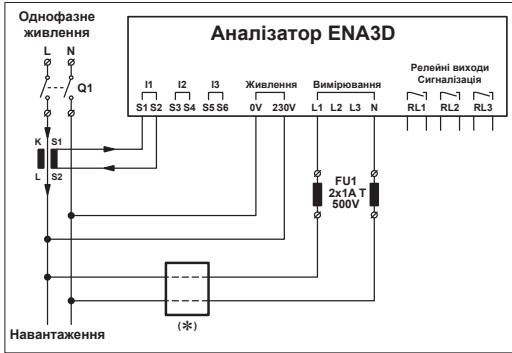 Однофазне
живлення
L N
Q1
Аналізатор ENA3D
I1 I2 I3 Живлення Вимірювання
Релейні виходи
Сигналізація
S1 S2 S3 S4 S5 S6 0V 230V L1 L2 L3 N RL1 RL2 RL3
K S1
L S2
FU1
2x1A T
500V
(*)
Навантаження